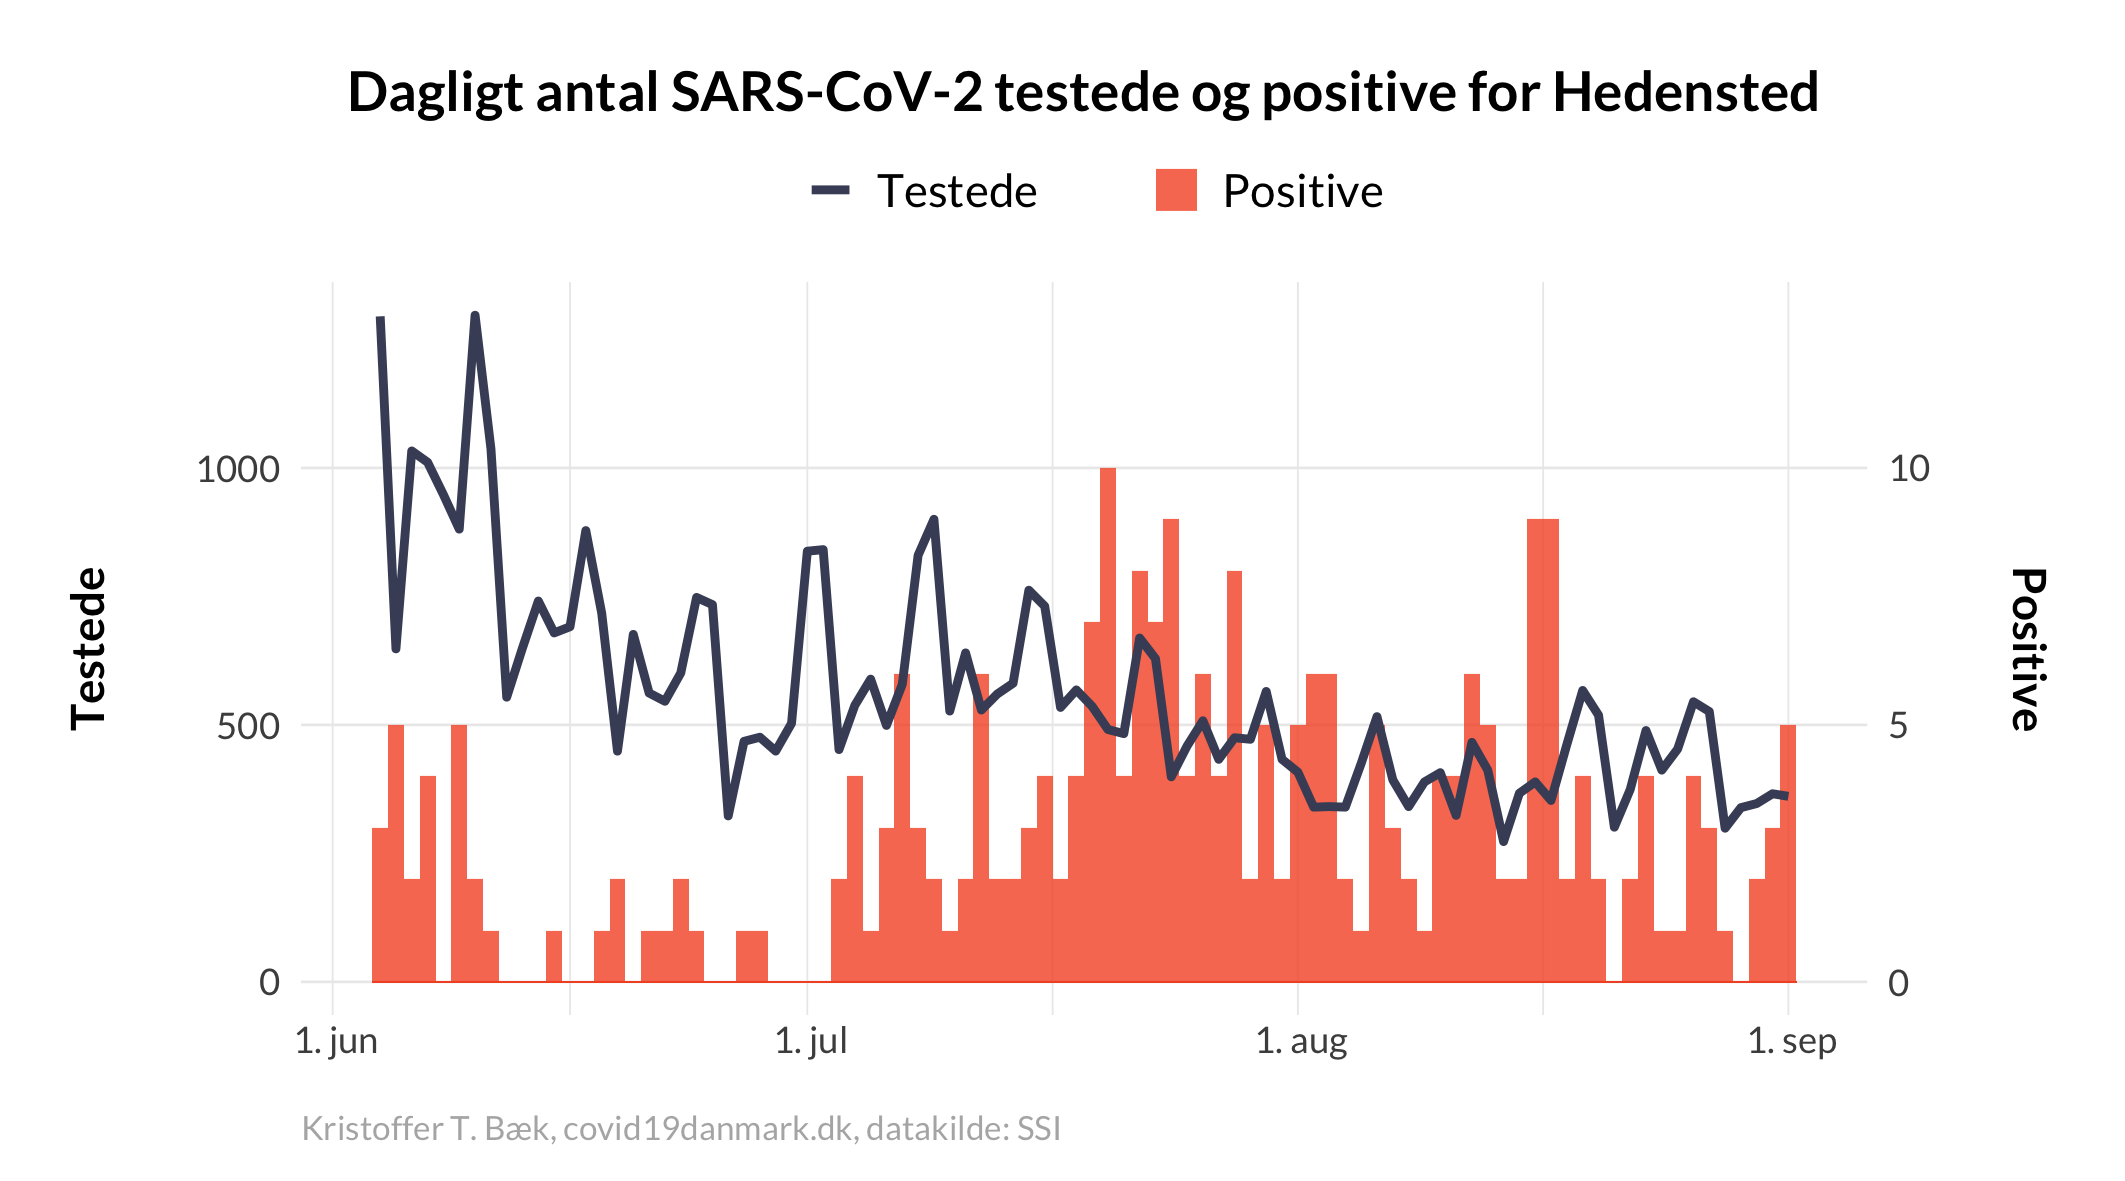 Dagligt antal SARS-CoV-2 testede og positive for Hedensted
Testede
Positive
1000
500
0
Testede
10
5
0
Positive
1. jun
1. jul
1. aug
1. sep
Kristoffer T. Bæk, covid19danmark.dk, datakilde: SSI